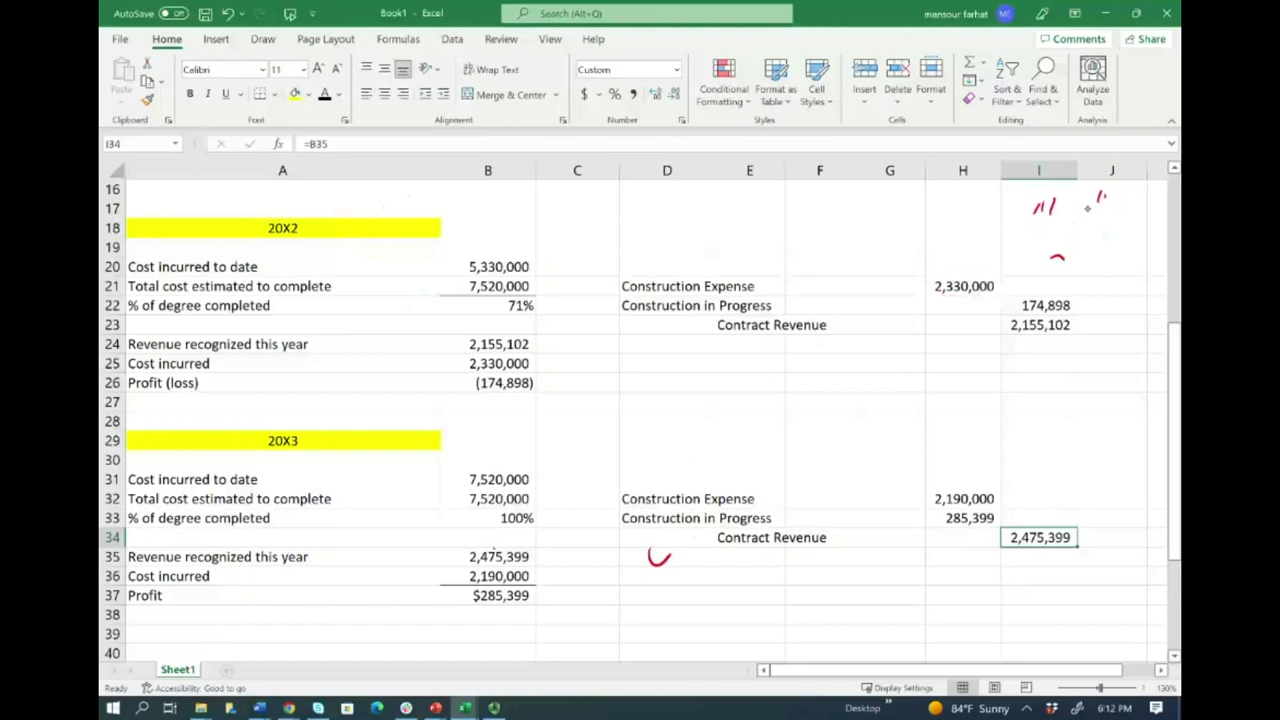 AutoSave Off Book1 - Excel Search (Alt+Q) mansour farhat MF
File Home Insert Draw Page Layout Formulas Data Review View Help Comments Share
Paste Calibri 11 A^ A˅ Wrap Text Custom Conditional Format as Cell Insert Delete Format Sort & Find & Analyze
B I U A Merge & Center $ % 9 Formatting Table Styles Filter Select Data
Clipboard Font Alignment Number Styles Cells Editing Analysis
I34 fx =B35
A B C D E F G H I J
16
17
18 20X2
19
20 Cost incurred to date 5,330,000
21 Total cost estimated to complete 7,520,000 Construction Expense 2,330,000
22 % of degree completed 71% Construction in Progress 174,898
23 Contract Revenue 2,155,102
24 Revenue recognized this year 2,155,102
25 Cost incurred 2,330,000
26 Profit (loss) (174,898)
27
28
29 20X3
30
31 Cost incurred to date 7,520,000
32 Total cost estimated to complete 7,520,000 Construction Expense 2,190,000
33 % of degree completed 100% Construction in Progress 285,399
34 Contract Revenue 2,475,399
35 Revenue recognized this year 2,475,399
36 Cost incurred 2,190,000
37 Profit $285,399
38
39
40
Sheet1
Ready Accessibility: Good to go Display Settings 130%
Desktop 84°F Sunny 6:12 PM